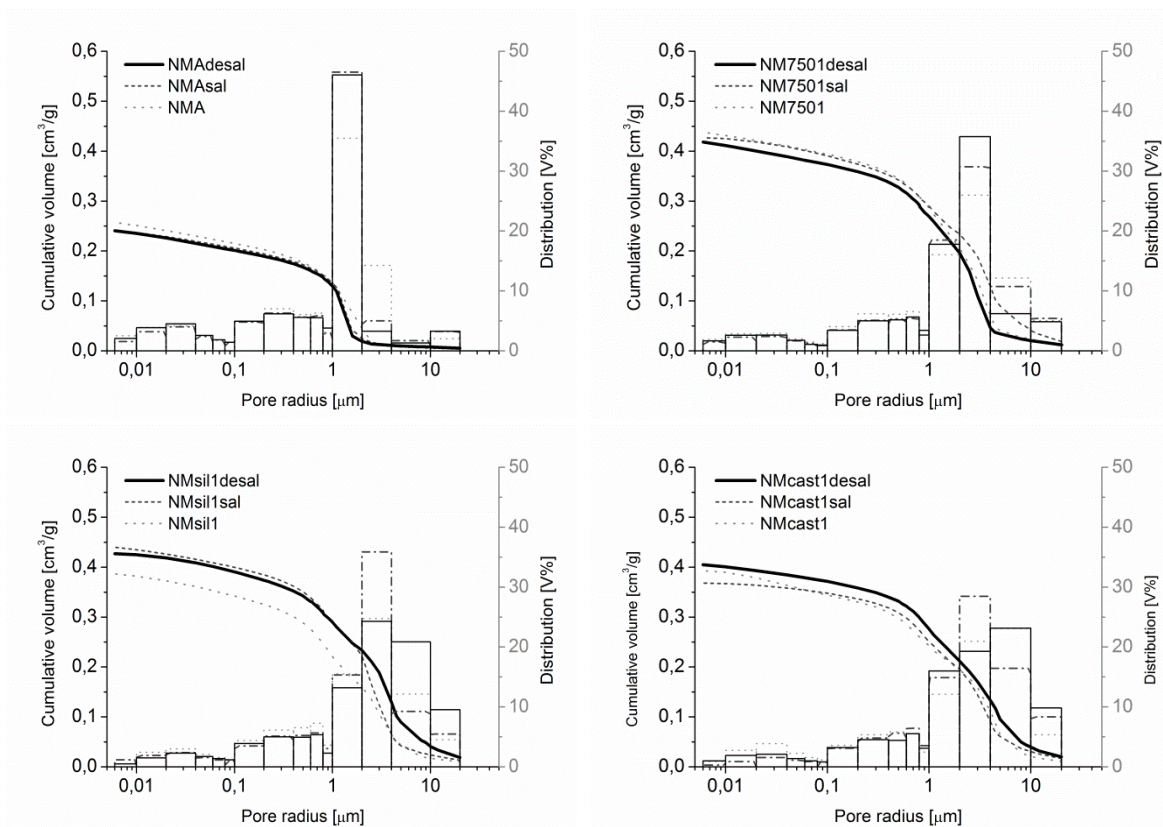 0,6
0,5
0,4
0,3
0,2
0,1
0,0
Cumulative volume [cm³/g]
NMAdesal
NMAsal
NMA
50
40
30
20
10
0
Distribution [V%]
0,01 0,1 1 10
Pore radius [μm]
0,6
0,5
0,4
0,3
0,2
0,1
0,0
Cumulative volume [cm³/g]
NM7501desal
NM7501sal
NM7501
50
40
30
20
10
0
Distribution [V%]
0,01 0,1 1 10
Pore radius [μm]
0,6
0,5
0,4
0,3
0,2
0,1
0,0
Cumulative volume [cm³/g]
NMsil1desal
NMsil1sal
NMsil1
50
40
30
20
10
0
Distribution [V%]
0,01 0,1 1 10
Pore radius [μm]
0,6
0,5
0,4
0,3
0,2
0,1
0,0
Cumulative volume [cm³/g]
NMcast1desal
NMcast1sal
NMcast1
50
40
30
20
10
0
Distribution [V%]
0,01 0,1 1 10
Pore radius [μm]